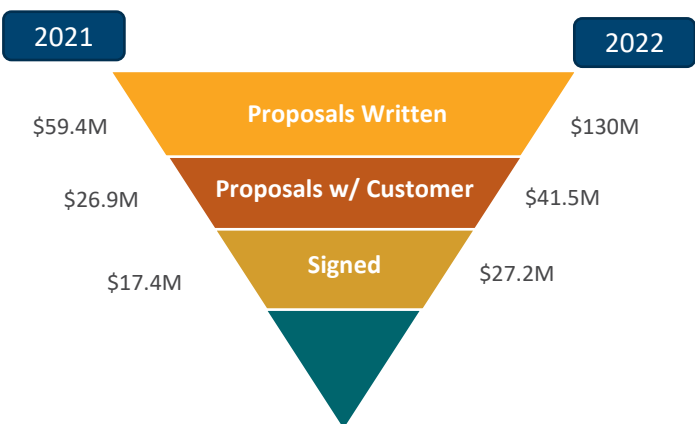 2021
2022
Proposals Written
$59.4M
$130M
Proposals w/ Customer
$26.9M
$41.5M
Signed
$17.4M
$27.2M